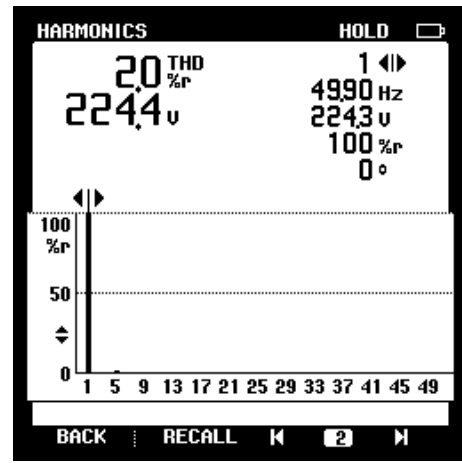 HARMONICS HOLD
2.0 THD %r
224.4 V
1
49.90 Hz
224.3 V
100 %r
0 °
100
%r
50
0
1 5 9 13 17 21 25 29 33 37 41 45 49
BACK RECALL 2